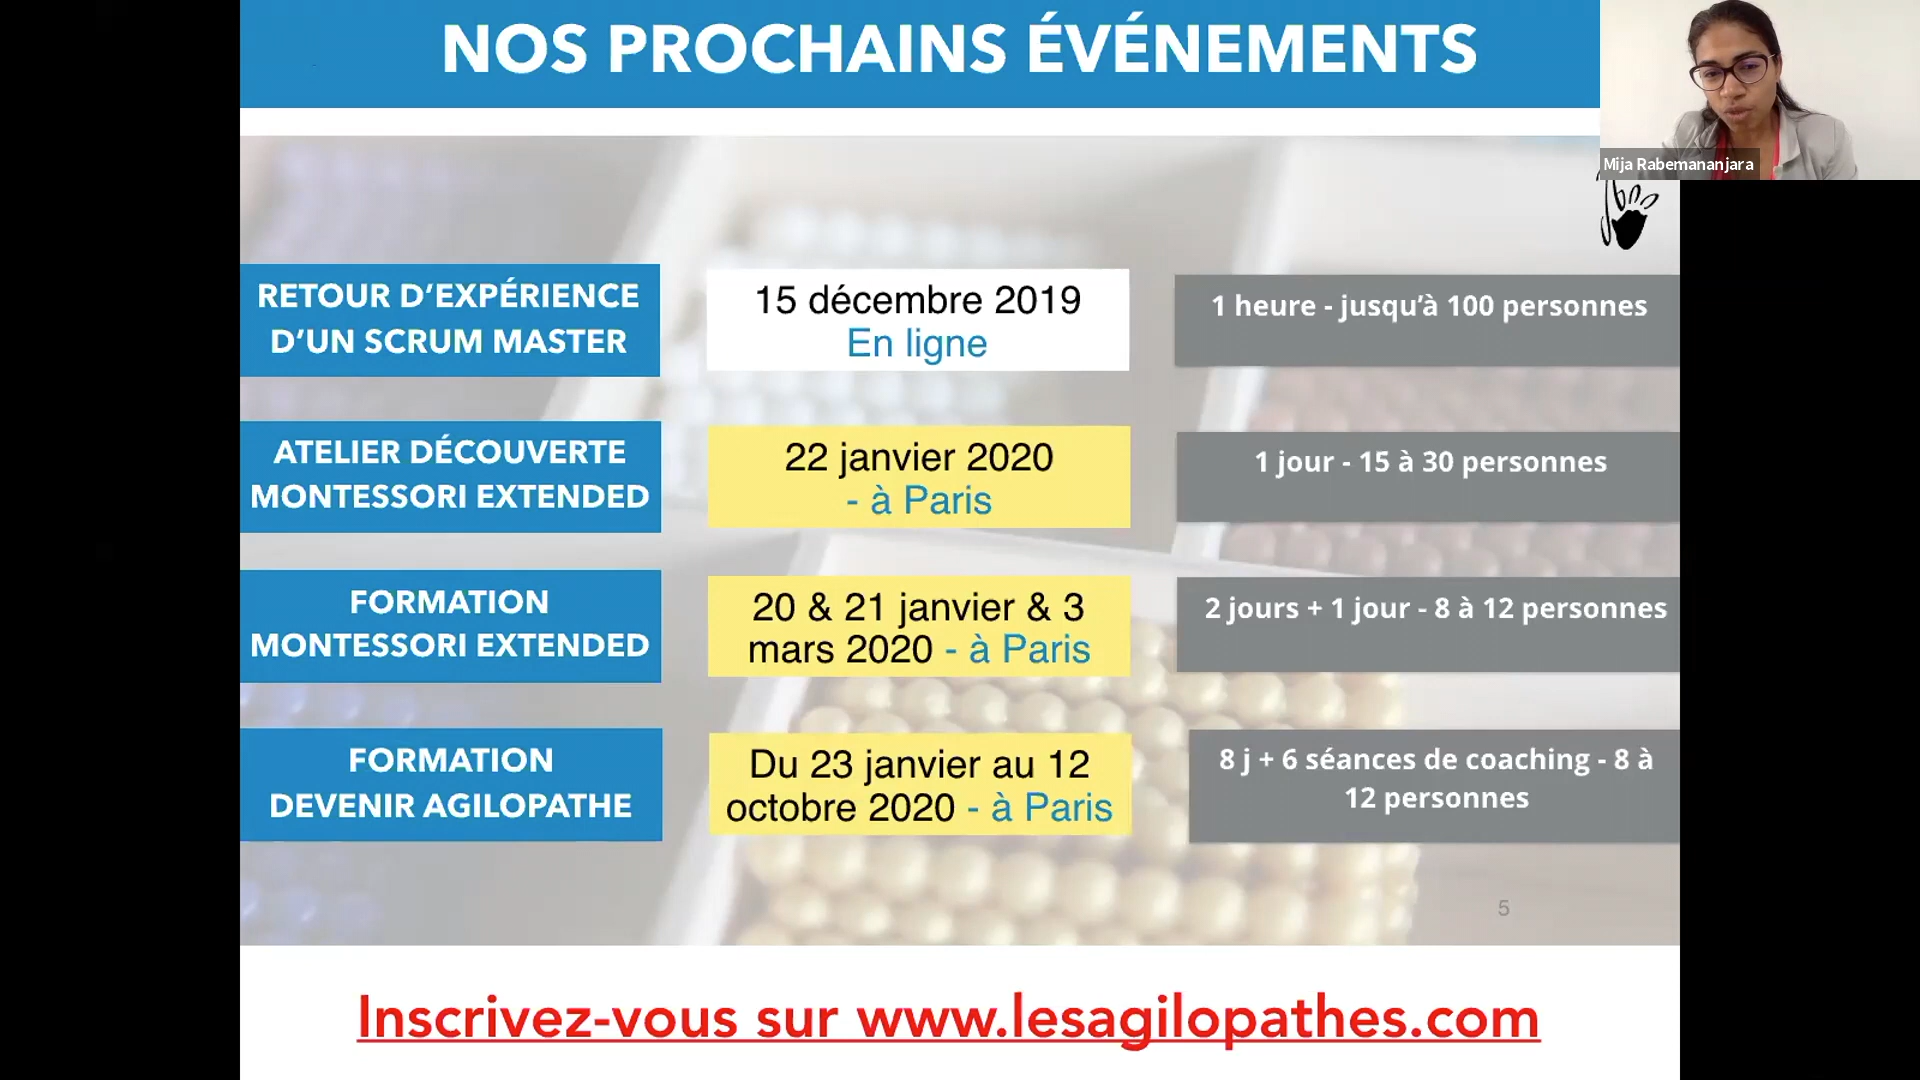 NOS PROCHAINS ÉVÉNEMENTS
Mija Rabemananjara
RETOUR D’EXPÉRIENCE
D’UN SCRUM MASTER
15 décembre 2019
En ligne
1 heure - jusqu’à 100 personnes
ATELIER DÉCOUVERTE
MONTESSORI EXTENDED
22 janvier 2020
- à Paris
1 jour - 15 à 30 personnes
FORMATION
MONTESSORI EXTENDED
20 & 21 janvier & 3
mars 2020 - à Paris
2 jours + 1 jour - 8 à 12 personnes
FORMATION
DEVENIR AGILOPATHE
Du 23 janvier au 12
octobre 2020 - à Paris
8 j + 6 séances de coaching - 8 à
12 personnes
5
Inscrivez-vous sur www.lesagilopathes.com